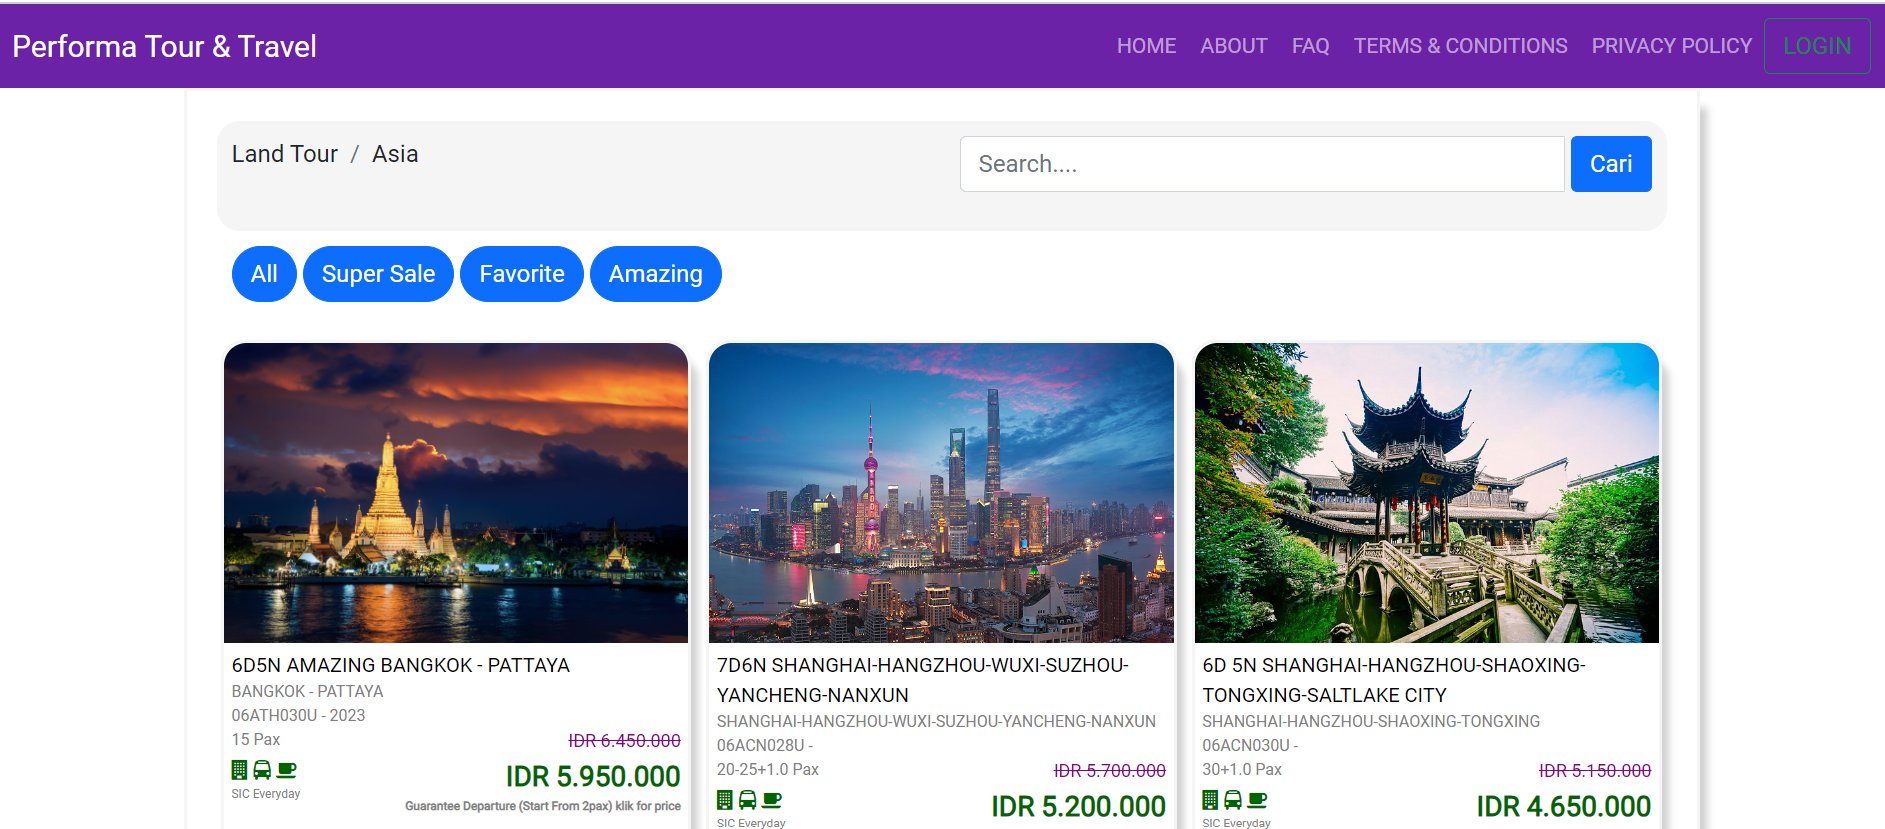 Performa Tour & Travel
HOME
ABOUT
FAQ
TERMS & CONDITIONS
PRIVACY POLICY
LOGIN
Land Tour / Asia
Search....
Cari
All
Super Sale
Favorite
Amazing
6D5N AMAZING BANGKOK - PATTAYA
BANGKOK - PATTAYA
06ATH030U - 2023
15 Pax
IDR 6.450.000
IDR 5.950.000
SIC Everyday
Guarantee Departure (Start From 2pax) klik for price
7D6N SHANGHAI-HANGZHOU-WUXI-SUZHOU-
YANCHENG-NANXUN
SHANGHAI-HANGZHOU-WUXI-SUZHOU-YANCHENG-NANXUN
06ACN028U -
20-25+1.0 Pax
IDR 5.700.000
IDR 5.200.000
SIC Everyday
6D 5N SHANGHAI-HANGZHOU-SHAOXING-
TONGXING-SALTLAKE CITY
SHANGHAI-HANGZHOU-SHAOXING-TONGXING
06ACN030U -
30+1.0 Pax
IDR 5.150.000
IDR 4.650.000
SIC Everyday